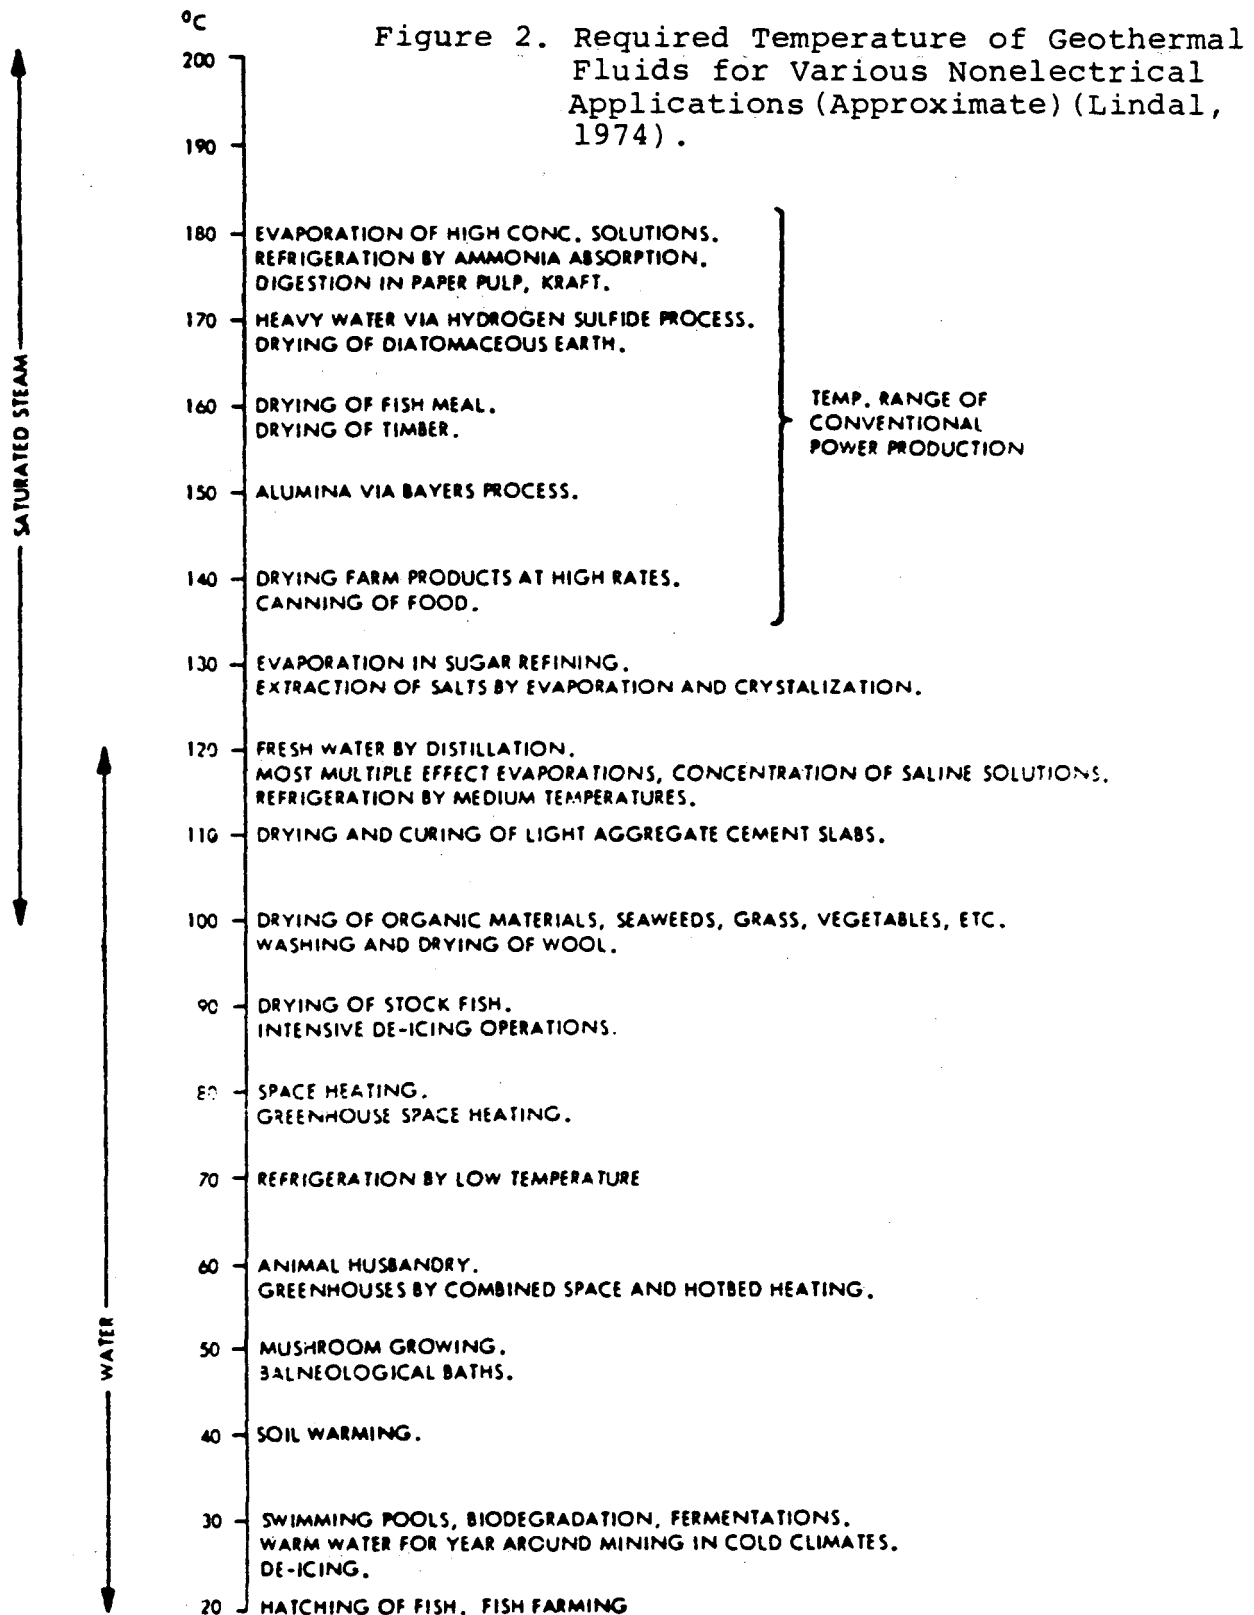 °C
Figure 2. Required Temperature of Geothermal
Fluids for Various Nonelectrical
Applications (Approximate) (Lindal,
1974).
200
190
180 EVAPORATION OF HIGH CONC. SOLUTIONS.
REFRIGERATION BY AMMONIA ABSORPTION.
DIGESTION IN PAPER PULP, KRAFT.
170 HEAVY WATER VIA HYDROGEN SULFIDE PROCESS.
DRYING OF DIATOMACEOUS EARTH.
160 DRYING OF FISH MEAL.
DRYING OF TIMBER.
TEMP. RANGE OF
CONVENTIONAL
POWER PRODUCTION
150 ALUMINA VIA BAYERS PROCESS.
140 DRYING FARM PRODUCTS AT HIGH RATES.
CANNING OF FOOD.
130 EVAPORATION IN SUGAR REFINING.
EXTRACTION OF SALTS BY EVAPORATION AND CRYSTALIZATION.
120 FRESH WATER BY DISTILLATION.
MOST MULTIPLE EFFECT EVAPORATIONS, CONCENTRATION OF SALINE SOLUTIONS.
REFRIGERATION BY MEDIUM TEMPERATURES.
110 DRYING AND CURING OF LIGHT AGGREGATE CEMENT SLABS.
100 DRYING OF ORGANIC MATERIALS, SEAWEEDS, GRASS, VEGETABLES, ETC.
WASHING AND DRYING OF WOOL.
90 DRYING OF STOCK FISH.
INTENSIVE DE-ICING OPERATIONS.
80 SPACE HEATING.
GREENHOUSE SPACE HEATING.
70 REFRIGERATION BY LOW TEMPERATURE
60 ANIMAL HUSBANDRY.
GREENHOUSES BY COMBINED SPACE AND HOTBED HEATING.
50 MUSHROOM GROWING.
BALNEOLOGICAL BATHS.
40 SOIL WARMING.
30 SWIMMING POOLS, BIODEGRADATION, FERMENTATIONS.
WARM WATER FOR YEAR AROUND MINING IN COLD CLIMATES.
DE-ICING.
20 HATCHING OF FISH. FISH FARMING
SATURATED STEAM
WATER